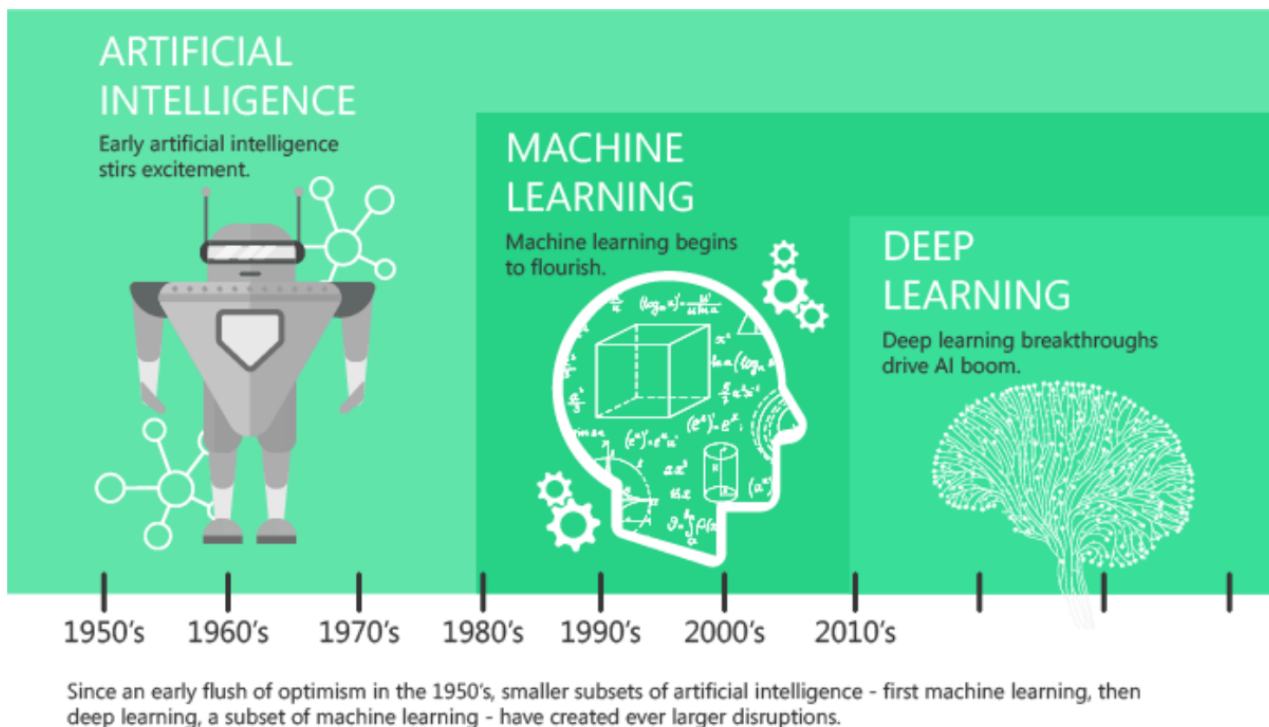 ARTIFICIAL
INTELLIGENCE
Early artificial intelligence
stirs excitement.
MACHINE
LEARNING
Machine learning begins
to flourish.
DEEP
LEARNING
Deep learning breakthroughs
drive AI boom.
1950's 1960's 1970's 1980's 1990's 2000's 2010's
Since an early flush of optimism in the 1950's, smaller subsets of artificial intelligence - first machine learning, then
deep learning, a subset of machine learning - have created ever larger disruptions.